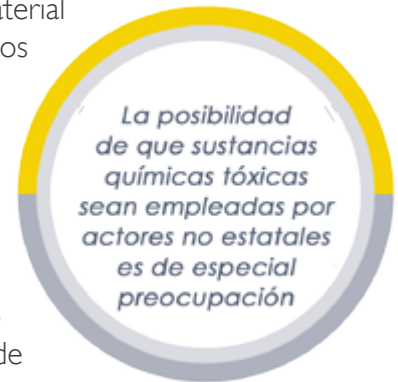 aterial
os
La posibilidad
de que sustancias
químicas tóxicas
sean empleadas por
actores no estatales
es de especial
preocupación
de